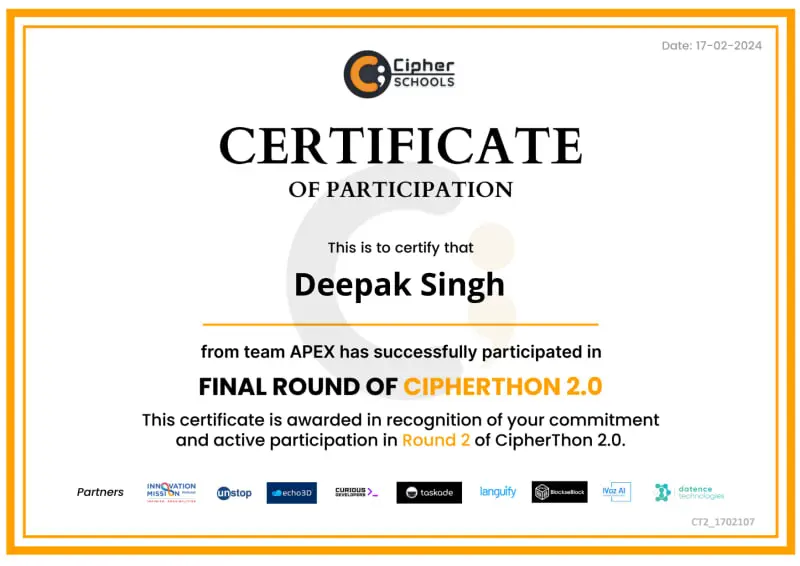 Date: 17-02-2024
Cipher
SCHOOLS
CERTIFICATE
OF PARTICIPATION
This is to certify that
Deepak Singh
from team APEX has successfully participated in
FINAL ROUND OF CIPHERTHON 2.0
This certificate is awarded in recognition of your commitment
and active participation in Round 2 of CipherThon 2.0.
Partners
INNOVATION
MISSION
unstop
echo3D
CURIOUS
DEVELOPERS
taskade
languify
BlockseBlock
iVoz AI
datence
technologies
CT2_1702107